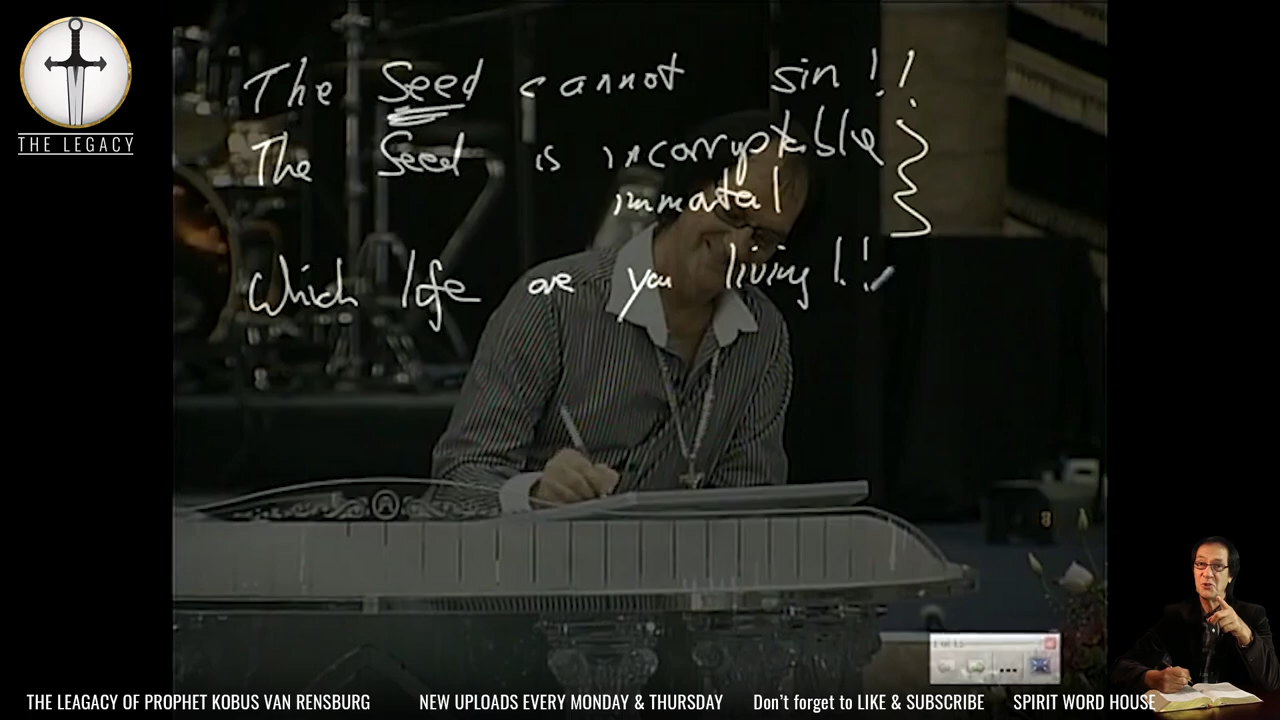 The Seed cannot sin!!
The Seed is incorruptable
immortal
Which life are you living!!!
THE LEGACY
THE LEAGACY OF PROPHET KOBUS VAN RENSBURG NEW UPLOADS EVERY MONDAY & THURSDAY Don't forget to LIKE & SUBSCRIBE SPIRIT WORD HOUSE